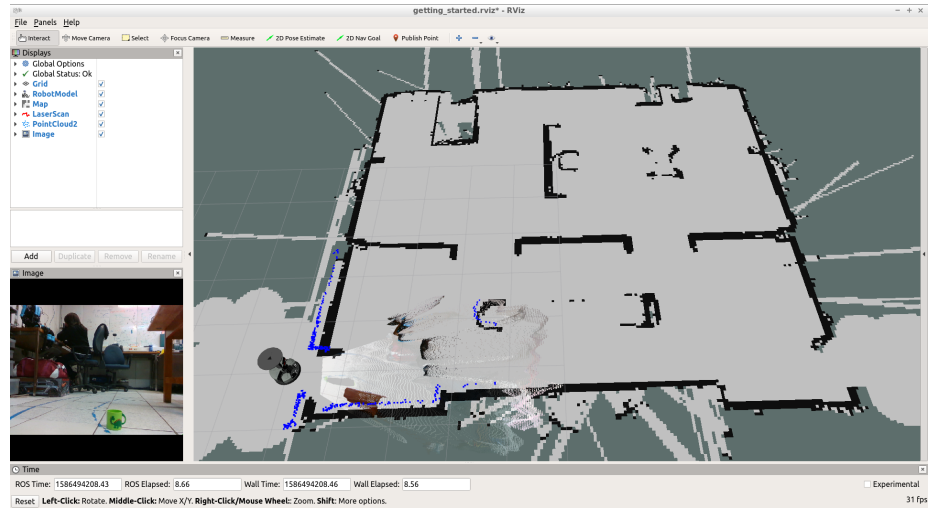 getting_started.rviz* - RViz
File Panels Help
Interact Move Camera Select Focus Camera Measure 2D Pose Estimate 2D Nav Goal Publish Point
Displays
Global Options
Global Status: Ok
Grid
RobotModel
Map
LaserScan
PointCloud2
Image
Add Duplicate Remove Rename
Image
Time
ROS Time: 1586494208.43 ROS Elapsed: 8.66 Wall Time: 1586494208.46 Wall Elapsed: 8.56 Experimental
Reset Left-Click: Rotate. Middle-Click: Move X/Y. Right-Click/Mouse Wheel:: Zoom. Shift: More options. 31 fps